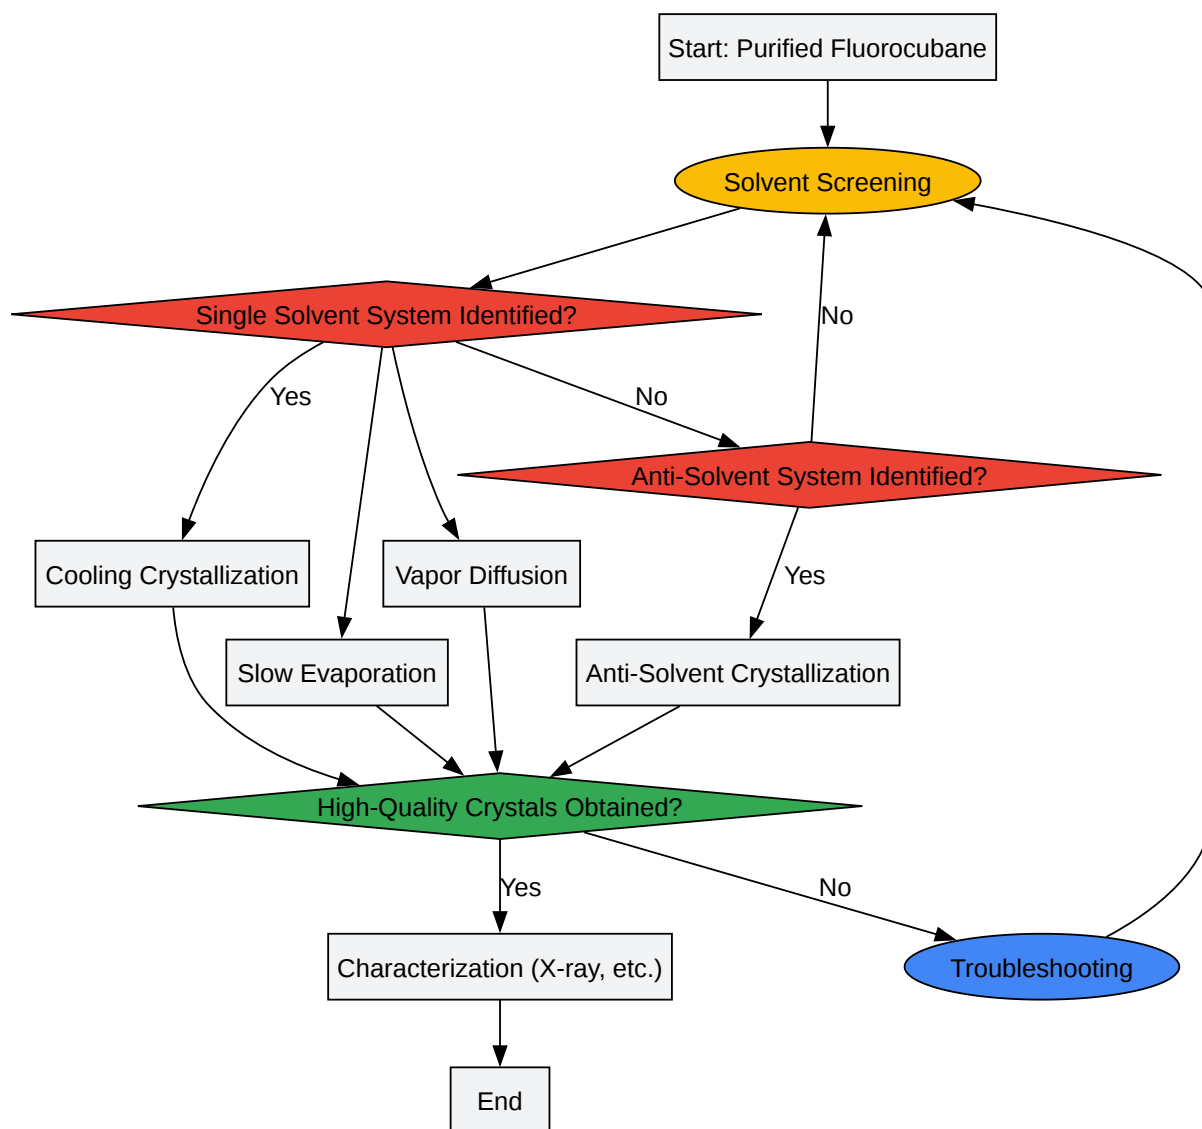 Start: Purified Fluorocubane
Solvent Screening
Single Solvent System Identified?
No
Yes
No
Anti-Solvent System Identified?
Cooling Crystallization
Vapor Diffusion
Yes
Slow Evaporation
Anti-Solvent Crystallization
High-Quality Crystals Obtained?
Yes
No
Characterization (X-ray, etc.)
Troubleshooting
End